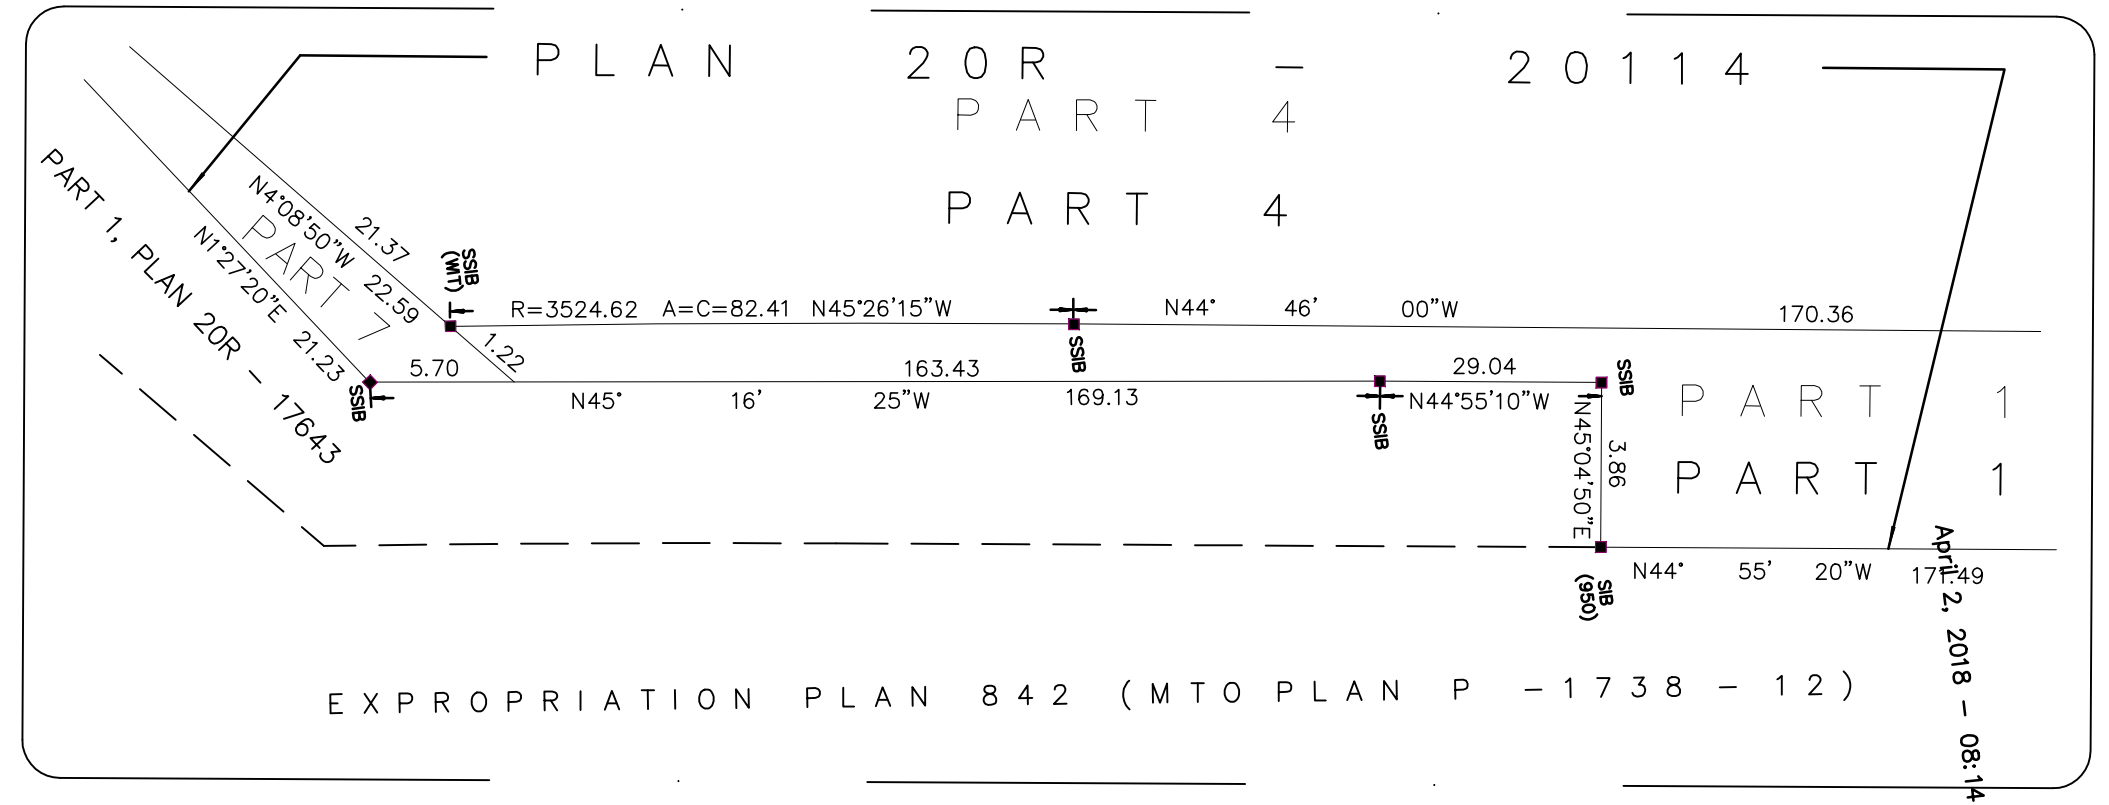 PLAN 20R - 20114
PART 4
PART 4
N4°08'50"W 22.59
21.37
PART 7
N1°27'20"E 21.23
PART 1, PLAN 20R - 17643
SSIB
(WIT)
R=3524.62 A=C=82.41 N45°26'15"W
N44° 46' 00"W
170.36
1.22
SSIB
5.70
163.43
29.04
SSIB
SSIB
N45° 16' 25"W
169.13
N44°55'10"W
SSIB
PART 1
N45°04'50"E
3.86
PART 1
SIB
(950)
N44° 55' 20"W 171.49
April 2, 2018 - 08:14
EXPROPRIATION PLAN 842 (MTO PLAN P -1738 - 12)